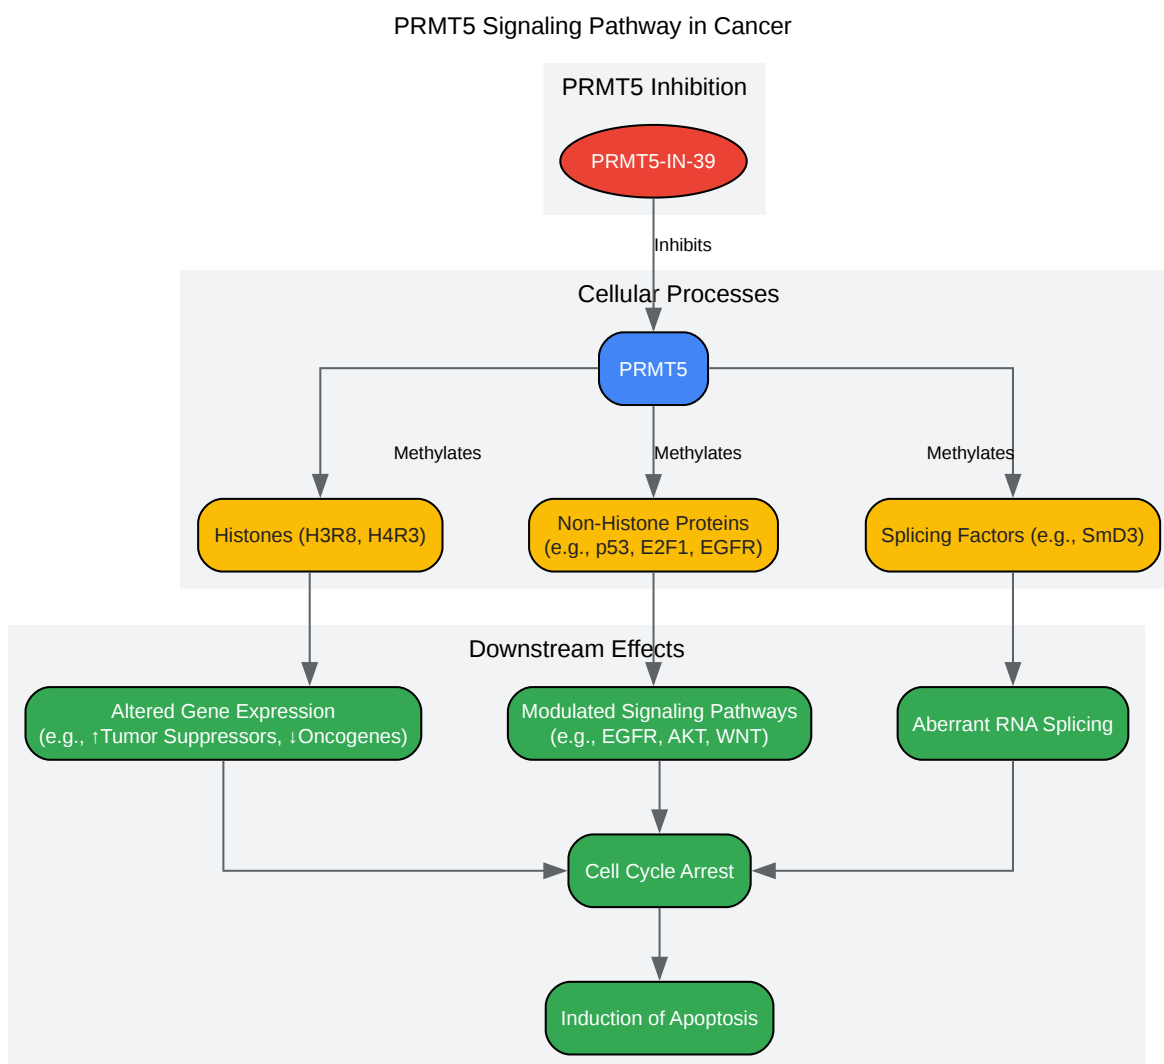 PRMT5 Signaling Pathway in Cancer
PRMT5 Inhibition
PRMT5-IN-39
Inhibits
Cellular Processes
PRMT5
Methylates
Methylates
Methylates
Histones (H3R8, H4R3)
Non-Histone Proteins
(e.g., p53, E2F1, EGFR)
Splicing Factors (e.g., SmD3)
Downstream Effects
Altered Gene Expression
(e.g., ↑Tumor Suppressors, ↓Oncogenes)
Modulated Signaling Pathways
(e.g., EGFR, AKT, WNT)
Aberrant RNA Splicing
Cell Cycle Arrest
Induction of Apoptosis